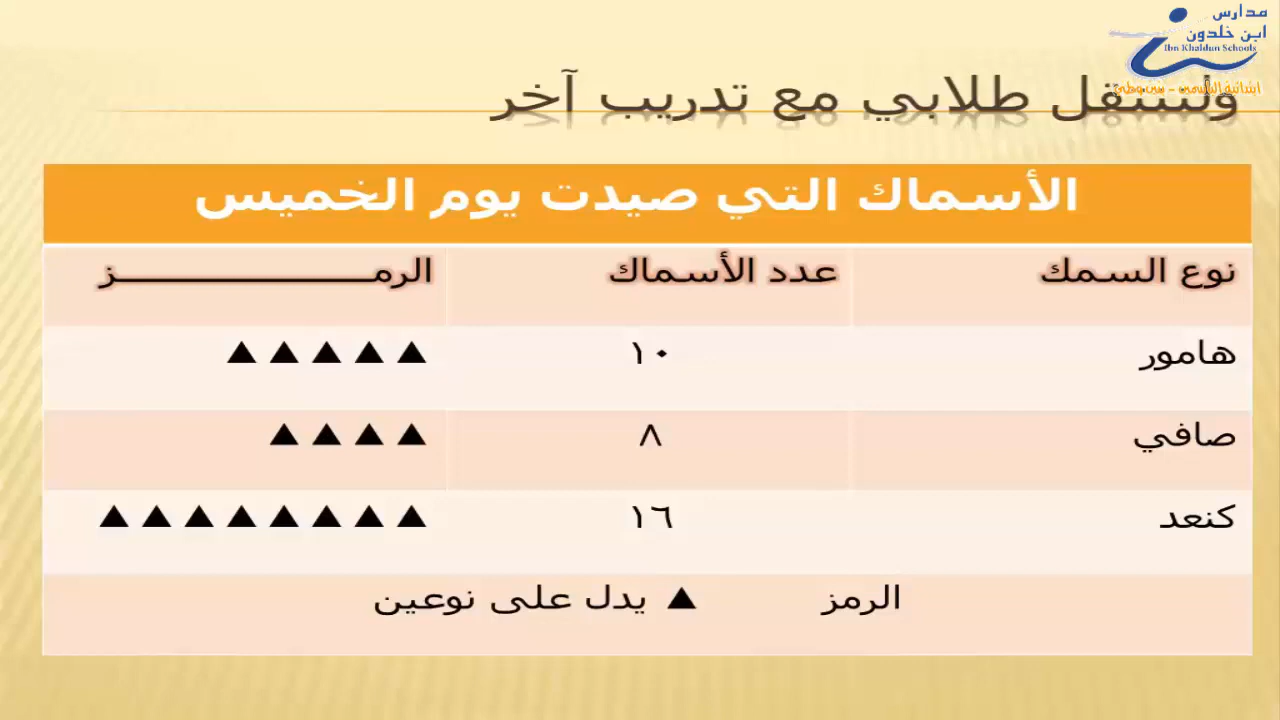 مدارس
ابن خلدون
Ibn Khaldun Schools
ولننتقل طلابي مع تدريب آخر
الأسماك التي صيدت يوم الخميس
نوع السمك عدد الأسماك الرمـــــــــــــــــــز
هامور ١٠ ▲ ▲ ▲ ▲ ▲
صافي ٨ ▲ ▲ ▲ ▲
كنعد ١٦ ▲ ▲ ▲ ▲ ▲ ▲ ▲ ▲
الرمز ▲ يدل على نوعين